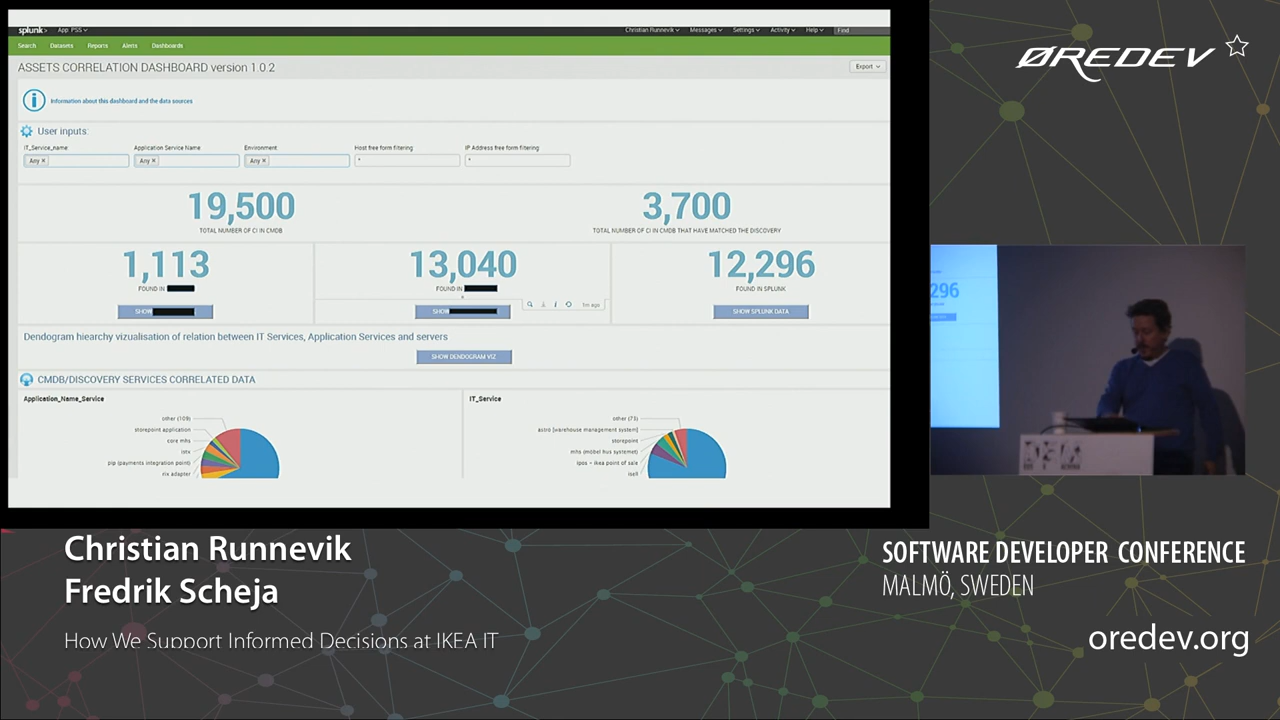 splunk> App: PSS Christian Runnevik Messages Settings Activity Help Find
Search Datasets Reports Alerts Dashboards
ASSETS CORRELATION DASHBOARD version 1.0.2 Export
Information about this dashboard and the data sources
User inputs:
IT_Service_name Application Service Name Environment Host free form filtering IP Address free form filtering
Any × Any × Any × * *
19,500 3,700
TOTAL NUMBER OF CI IN CMDB TOTAL NUMBER OF CI IN CMDB THAT HAVE MATCHED THE DISCOVERY
1,113 13,040 12,296
FOUND IN FOUND IN FOUND IN SPLUNK
1m ago
SHOW SHOW SHOW SPLUNK DATA
Dendogram hiearchy vizualisation of relation between IT Services, Application Services and servers
SHOW DENDOGRAM VIZ
CMDB/DISCOVERY SERVICES CORRELATED DATA
Application_Name_Service IT_Service
other (109)
storepoint application
core mhs
istx
pip (payments integration point)
rix adapter
other (75)
astro [warehouse management system]
storepoint
mhs (möbel hus systemet)
ipos - ikea point of sale
isell
ØREDEV
296
Christian Runnevik
Fredrik Scheja
How We Support Informed Decisions at IKEA IT
SOFTWARE DEVELOPER CONFERENCE
MALMÖ, SWEDEN
oredev.org